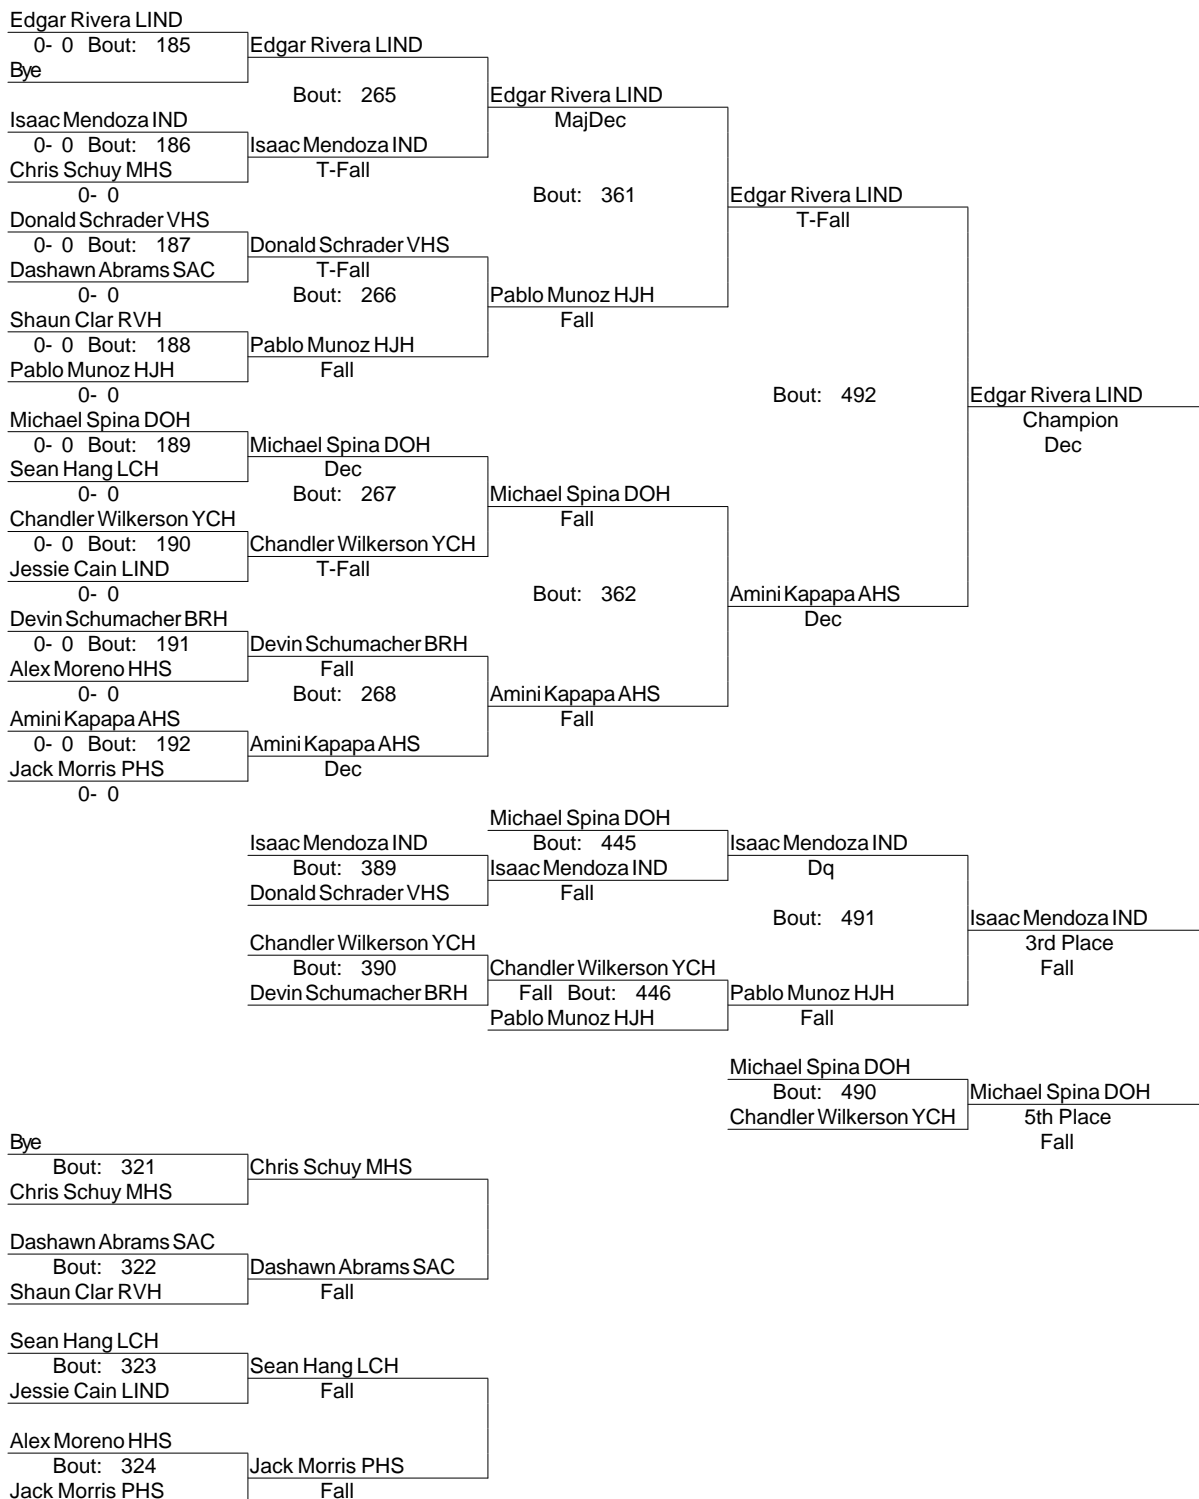 Edgar Rivera LIND
0- 0 Bout: 185 Edgar Rivera LIND
Bye
Bout: 265 Edgar Rivera LIND
Isaac Mendoza IND MajDec
0- 0 Bout: 186 Isaac Mendoza IND
Chris Schuy MHS T-Fall
0- 0 Bout: 361 Edgar Rivera LIND
Donald Schrader VHS T-Fall
0- 0 Bout: 187 Donald Schrader VHS
Dashawn Abrams SAC T-Fall
0- 0 Bout: 266 Pablo Munoz HJH
Shaun Clar RVH Fall
0- 0 Bout: 188 Pablo Munoz HJH
Pablo Munoz HJH Fall
0- 0 Bout: 492 Edgar Rivera LIND
Michael Spina DOH Champion
0- 0 Bout: 189 Michael Spina DOH Dec
Sean Hang LCH Dec
0- 0 Bout: 267 Michael Spina DOH
Chandler Wilkerson YCH Fall
0- 0 Bout: 190 Chandler Wilkerson YCH
Jessie Cain LIND T-Fall
0- 0 Bout: 362 Amini Kapapa AHS
Devin Schumacher BRH Dec
0- 0 Bout: 191 Devin Schumacher BRH
Alex Moreno HHS Fall
0- 0 Bout: 268 Amini Kapapa AHS
Amini Kapapa AHS Fall
0- 0 Bout: 192 Amini Kapapa AHS
Jack Morris PHS Dec
0- 0
Michael Spina DOH
Isaac Mendoza IND Bout: 445 Isaac Mendoza IND
Bout: 389 Isaac Mendoza IND Dq
Donald Schrader VHS Fall
Bout: 491 Isaac Mendoza IND
Chandler Wilkerson YCH 3rd Place
Bout: 390 Chandler Wilkerson YCH Fall
Devin Schumacher BRH Fall Bout: 446 Pablo Munoz HJH
Pablo Munoz HJH Fall
Michael Spina DOH
Bout: 490 Michael Spina DOH
Chandler Wilkerson YCH 5th Place
Bye Fall
Bout: 321 Chris Schuy MHS
Chris Schuy MHS
Dashawn Abrams SAC
Bout: 322 Dashawn Abrams SAC
Shaun Clar RVH Fall
Sean Hang LCH
Bout: 323 Sean Hang LCH
Jessie Cain LIND Fall
Alex Moreno HHS
Bout: 324 Jack Morris PHS
Jack Morris PHS Fall